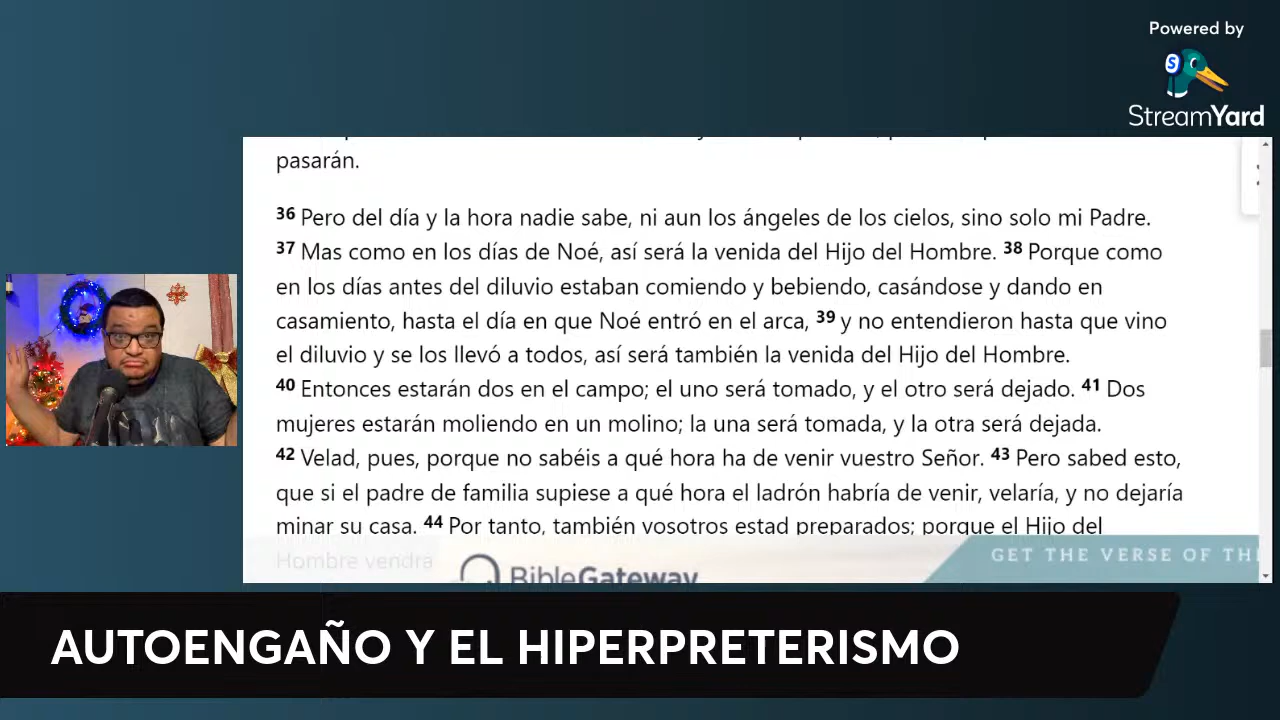 Powered by
StreamYard
pasarán.
36 Pero del día y la hora nadie sabe, ni aun los ángeles de los cielos, sino solo mi Padre.
37 Mas como en los días de Noé, así será la venida del Hijo del Hombre. 38 Porque como
en los días antes del diluvio estaban comiendo y bebiendo, casándose y dando en
casamiento, hasta el día en que Noé entró en el arca, 39 y no entendieron hasta que vino
el diluvio y se los llevó a todos, así será también la venida del Hijo del Hombre.
40 Entonces estarán dos en el campo; el uno será tomado, y el otro será dejado. 41 Dos
mujeres estarán moliendo en un molino; la una será tomada, y la otra será dejada.
42 Velad, pues, porque no sabéis a qué hora ha de venir vuestro Señor. 43 Pero sabed esto,
que si el padre de familia supiese a qué hora el ladrón habría de venir, velaría, y no dejaría
minar su casa. 44 Por tanto, también vosotros estad preparados; porque el Hijo del
Hombre vendrá
BibleGateway
GET THE VERSE OF
AUTOENGAÑO Y EL HIPERPRETERISMO